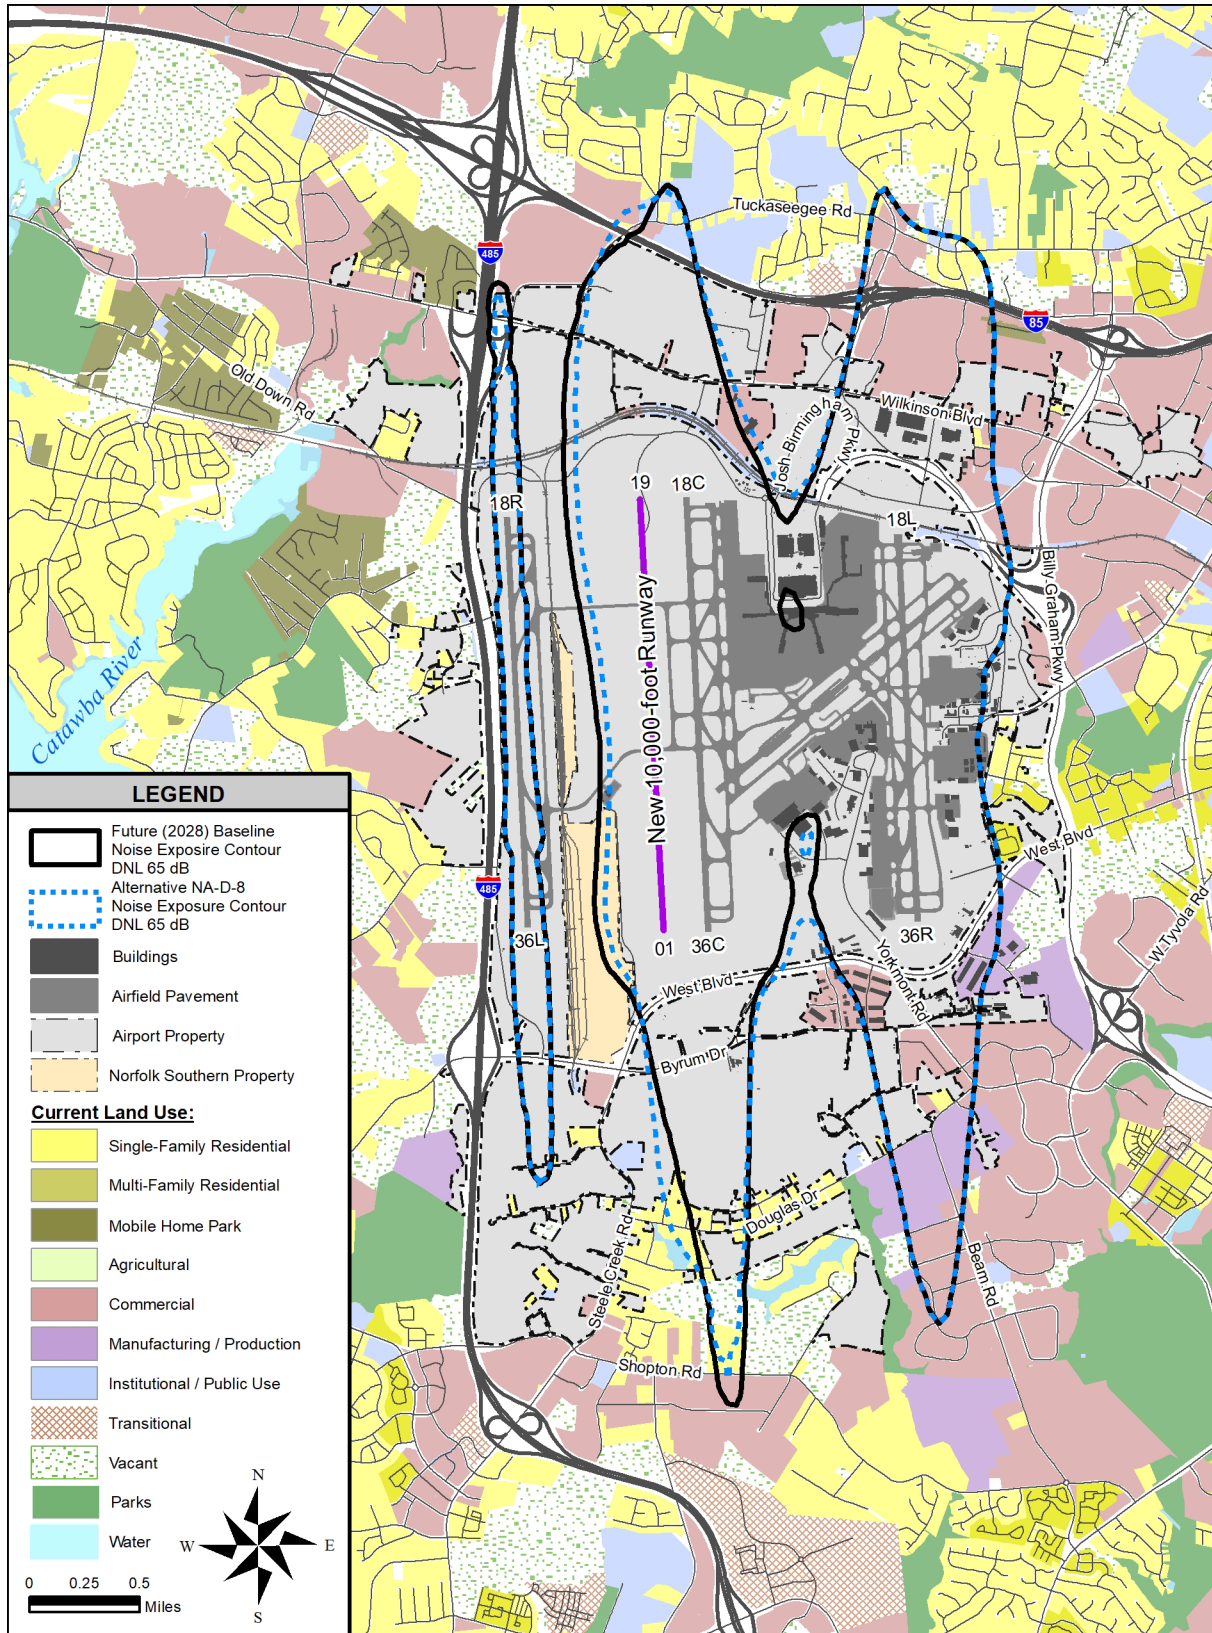 Tuckaseegee Rd
485
85
Old Down Rd
Josh Birmingham Pkwy
Wilkinson Blvd
19
18C
18R
18L
New 10,000-foot Runway
Billy Graham Pkwy
Catawba River
West Blvd
485
W Tyvola Rd
36L
01
36C
36R
Yorkmont Rd
West Blvd
Byrum Dr
Douglas Dr
Steele Creek Rd
Beam Rd
Shopton Rd
LEGEND
Future (2028) Baseline
Noise Exposire Contour
DNL 65 dB
Alternative NA-D-8
Noise Exposure Contour
DNL 65 dB
Buildings
Airfield Pavement
Airport Property
Norfolk Southern Property
Current Land Use:
Single-Family Residential
Multi-Family Residential
Mobile Home Park
Agricultural
Commercial
Manufacturing / Production
Institutional / Public Use
Transitional
Vacant
Parks
Water
N
W
E
S
0 0.25 0.5
Miles